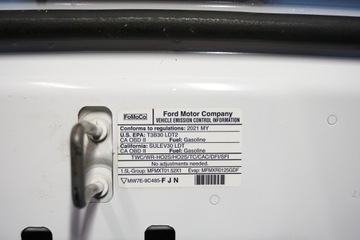 FoMoCo
Ford Motor Company
VEHICLE EMISSION CONTROL INFORMATION
Conforms to regulations: 2021 MY
U.S. EPA: T3B30 LDT2
CA OBD II Fuel: Gasoline
California: SULEV30 LDT
CA OBD II Fuel: Gasoline
TWC/WR-HO2S/HO2S/TC/CAC/DFI/SFI
No adjustments needed.
1.5L-Group: MFMXT01.52X1 Evap: MFMXR0125GDF
MW7E-9C485-FJN